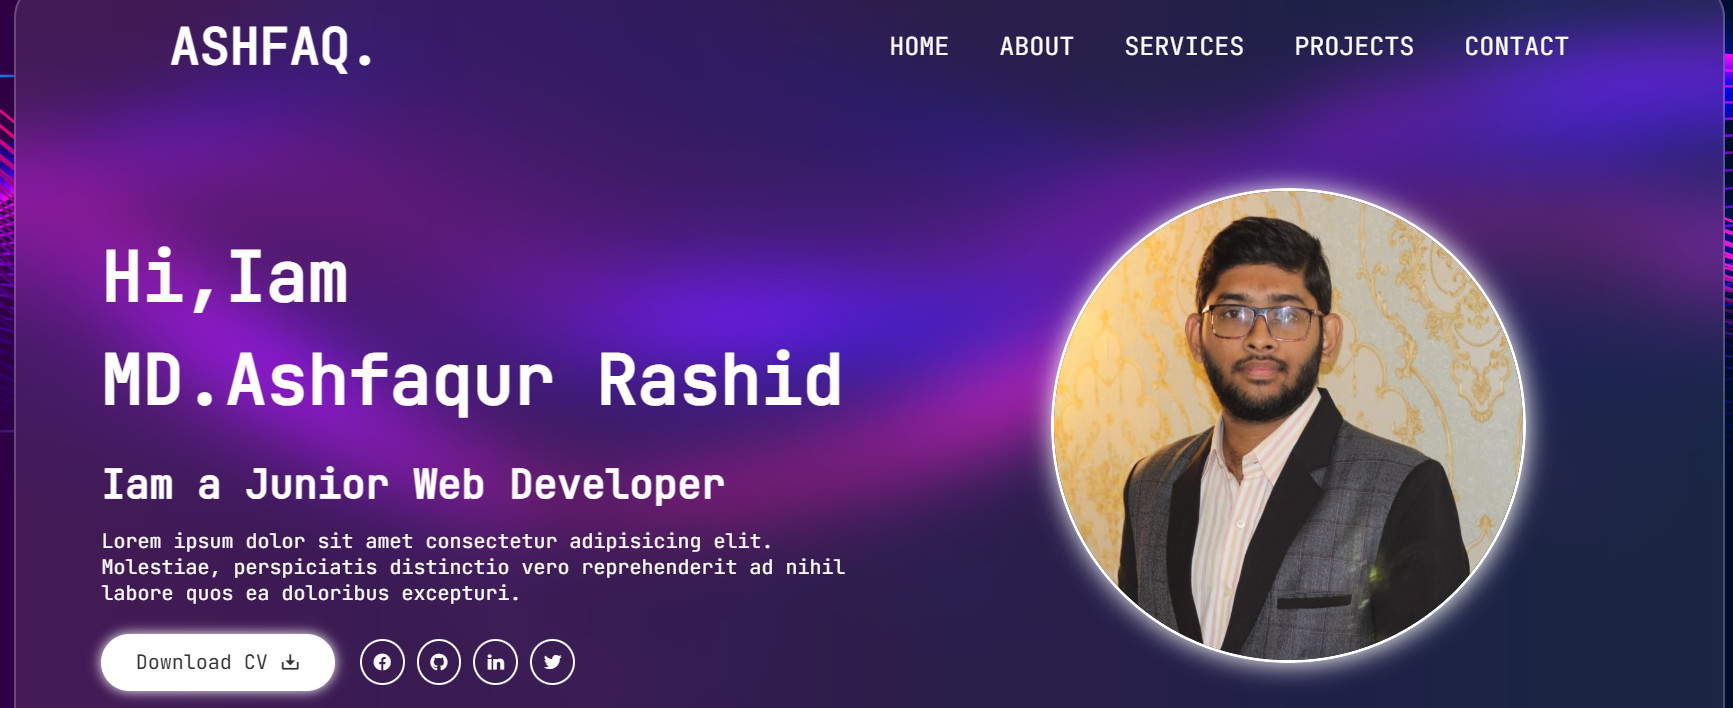 ASHFAQ.
HOME ABOUT SERVICES PROJECTS CONTACT
Hi,Iam
MD.Ashfaqur Rashid
Iam a Junior Web Developer
Lorem ipsum dolor sit amet consectetur adipisicing elit.
Molestiae, perspiciatis distinctio vero reprehenderit ad nihil
labore quos ea doloribus excepturi.
Download CV